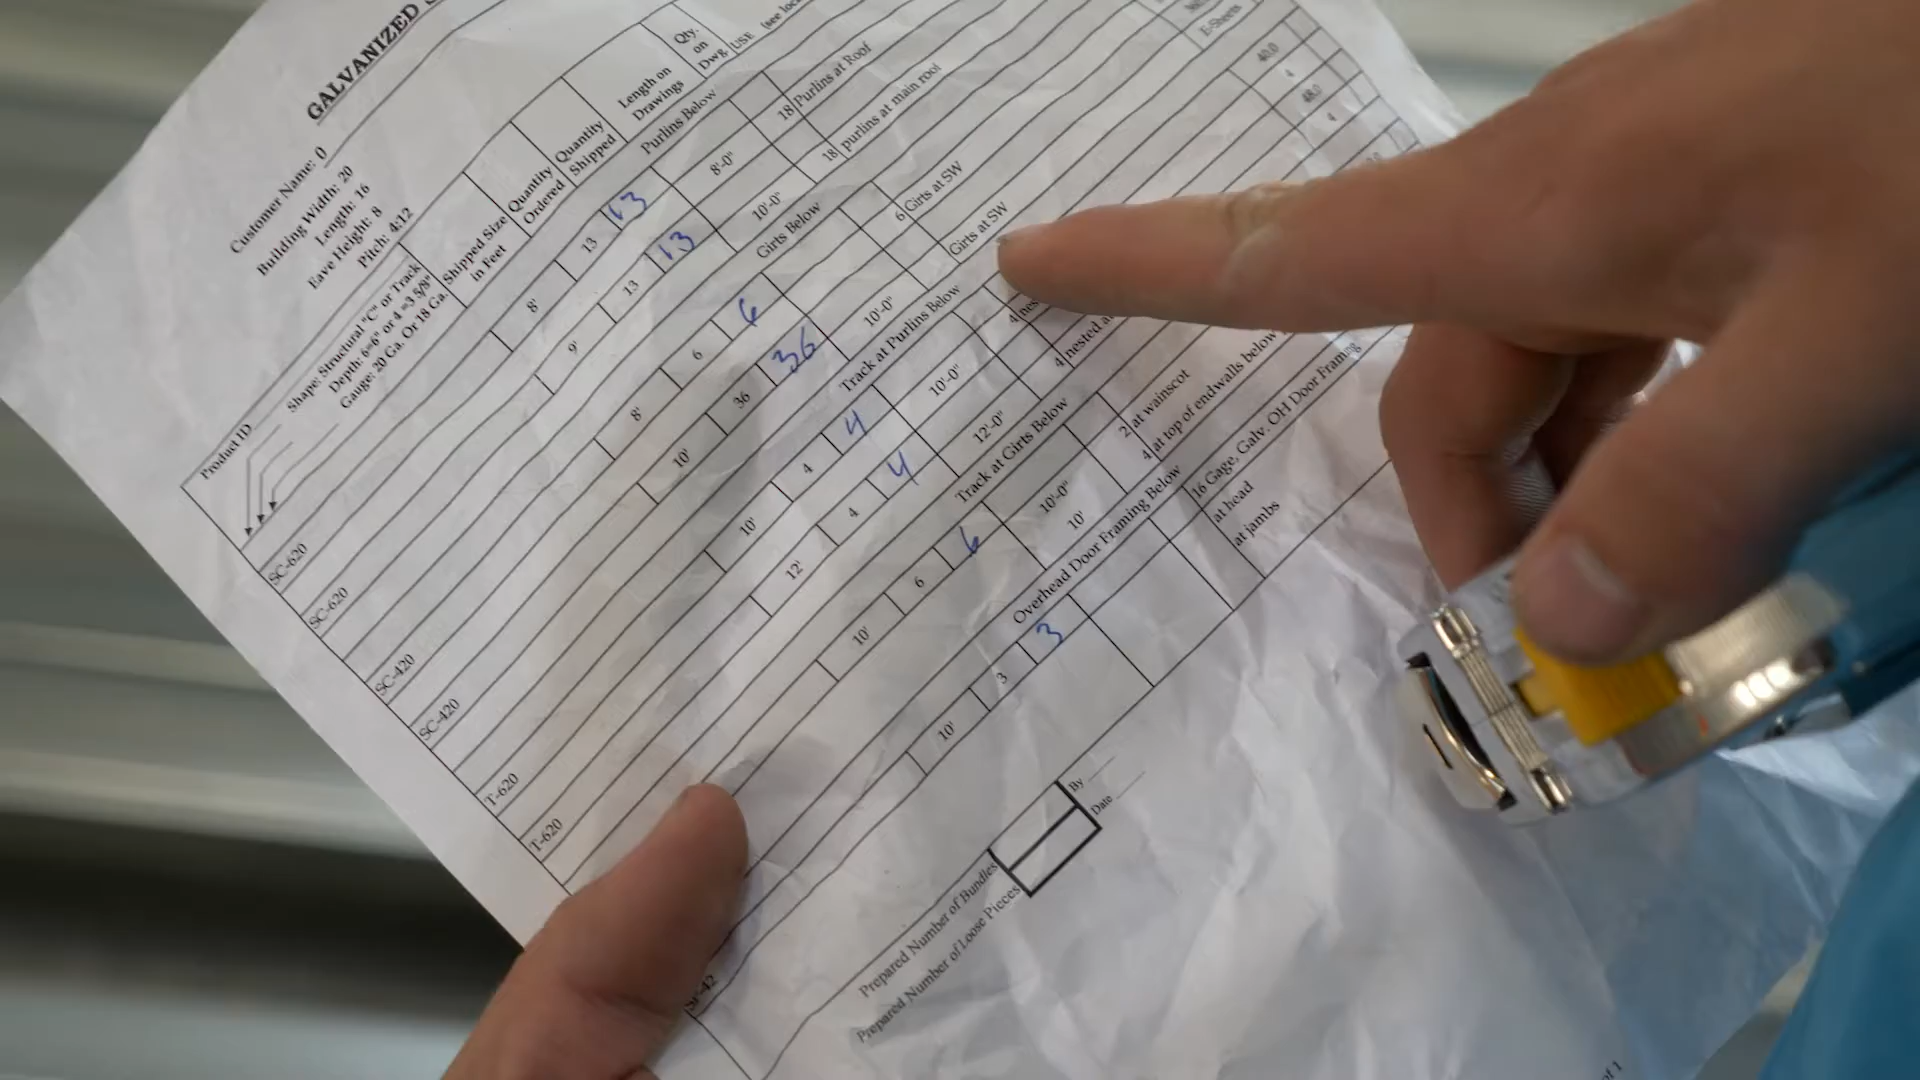 GALVANIZED
Customer Name: 0
Building Width: 20
Length: 16
Eave Height: 8
Pitch: 4:12
Shape: Structural "C" or Track
Depth: 6=6" or 4 =3 5/8"
Gauge: 20 Ga. Or 18 Ga.
Product ID
Shipped Size in Feet
Quantity Ordered
Quantity Shipped
Length on Drawings
Qty. on Dwg.
USE (see
E-Sheets
40.0
4
48.0
4
Purlins Below
SC-620 8' 13 13 8'-0" 18 Purlins at Roof
SC-620 9' 13 13 10'-0" 18 purlins at main roof
Girts Below
SC-420 8' 6 6 6 Girts at SW
SC-420 10' 36 36 10'-0" Girts at SW
Track at Purlins Below
T-620 10' 4 4 10'-0" 4
T-620 12' 4 4 12'-0" 4 nested
Track at Girts Below
10' 6 6 10'-0" 2 at wainscot
10' 4 at top of endwalls below
Overhead Door Framing Below
16 Gage, Galv. OH Door Framing
10' 3 3 at head
at jambs
Prepared Number of Bundles By
Prepared Number of Loose Pieces Date